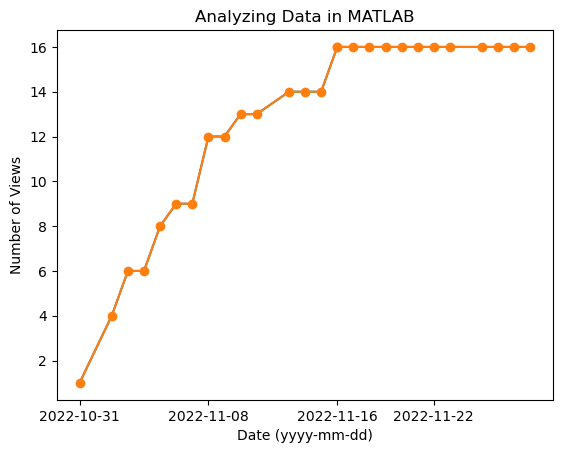 Analyzing Data in MATLAB
16
14
12
10
8
6
4
2
Number of Views
2022-10-31 2022-11-08 2022-11-16 2022-11-22
Date (yyyy-mm-dd)